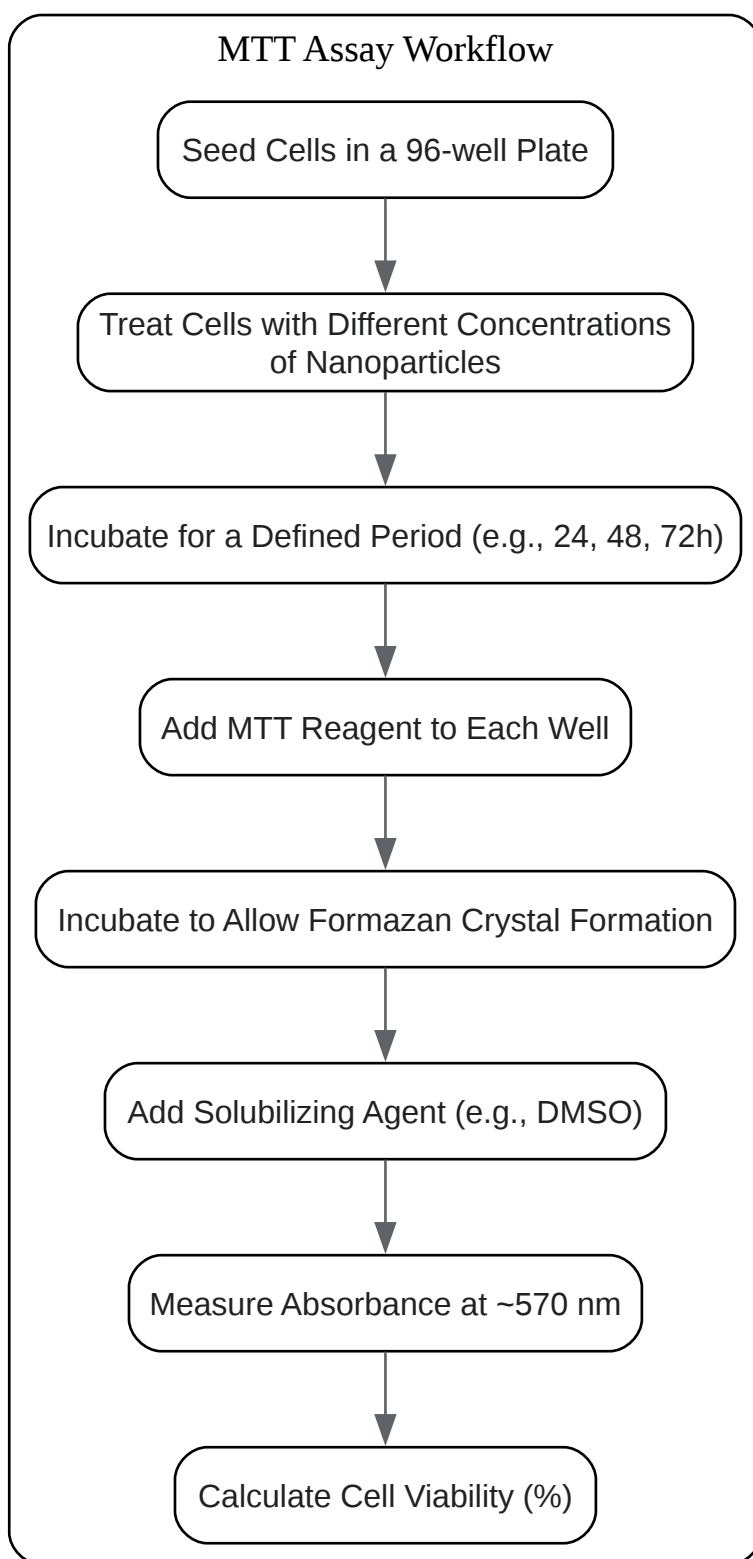 MTT Assay Workflow
Seed Cells in a 96-well Plate
Treat Cells with Different Concentrations
of Nanoparticles
Incubate for a Defined Period (e.g., 24, 48, 72h)
Add MTT Reagent to Each Well
Incubate to Allow Formazan Crystal Formation
Add Solubilizing Agent (e.g., DMSO)
Measure Absorbance at ~570 nm
Calculate Cell Viability (%)